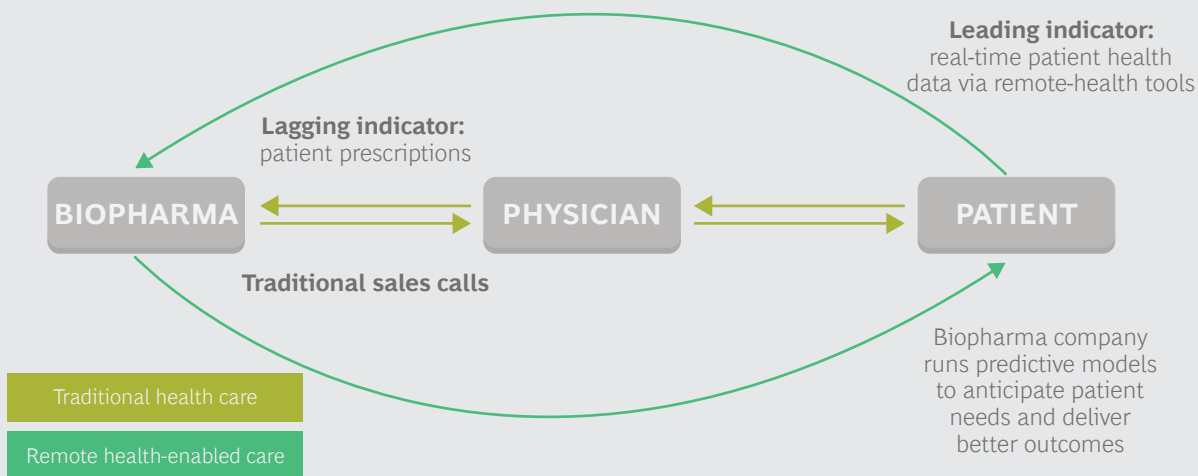 Leading indicator:
real-time patient health
data via remote-health tools
Lagging indicator:
patient prescriptions
BIOPHARMA
PHYSICIAN
PATIENT
Traditional sales calls
Biopharma company
runs predictive models
to anticipate patient
needs and deliver
better outcomes
Traditional health care
Remote health-enabled care